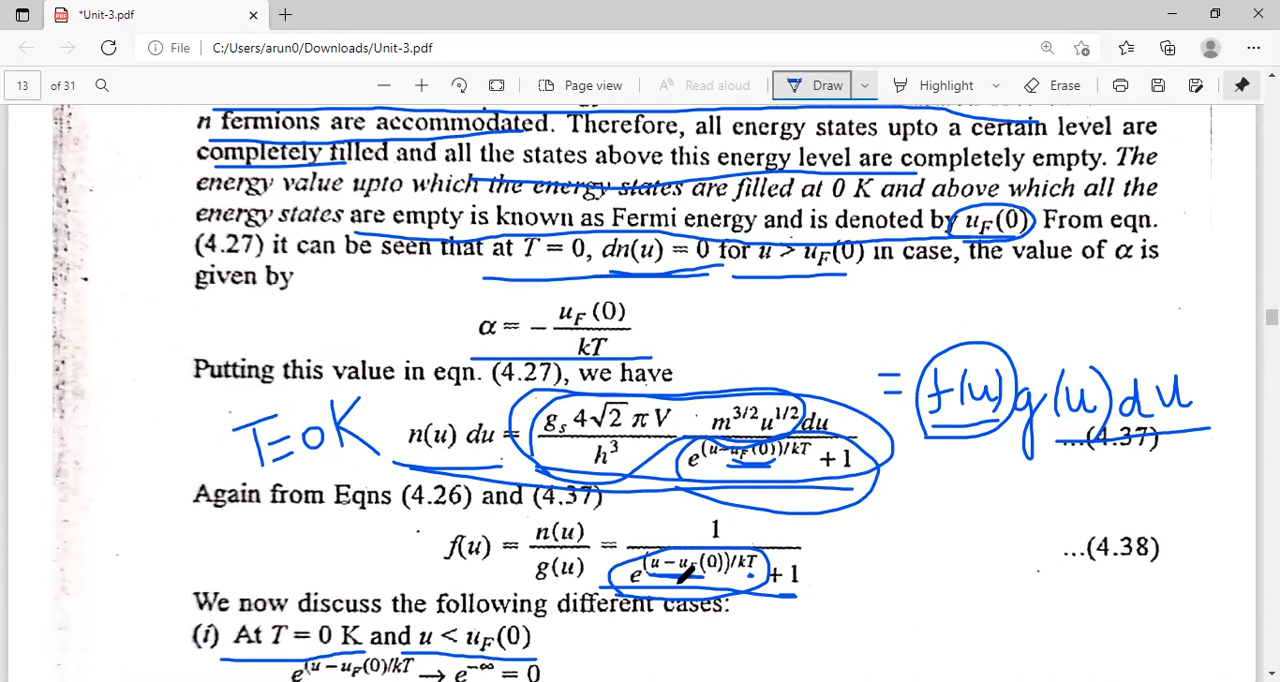 *Unit-3.pdf
File C:/Users/arun0/Downloads/Unit-3.pdf
13 of 31 Page view Read aloud Draw Highlight Erase
n fermions are accommodated. Therefore, all energy states upto a certain level are
completely filled and all the states above this energy level are completely empty. The
energy value upto which the energy states are filled at 0 K and above which all the
energy states are empty is known as Fermi energy and is denoted by u_F(0) From eqn.
(4.27) it can be seen that at T = 0, dn(u) = 0 for u > u_F(0) in case, the value of α is
given by
α = − u_F(0) / kT
Putting this value in eqn. (4.27), we have
= f(u) g(u) du
T=0K n(u) du = g_s 4√2 π V / h^3 · m^{3/2} u^{1/2} du / e^{(u−u_F(0))/kT} + 1 ...(4.37)
Again from Eqns (4.26) and (4.37)
f(u) = n(u) / g(u) = 1 / e^{(u−u_F(0))/kT} + 1 ...(4.38)
We now discuss the following different cases:
(i) At T = 0 K and u < u_F(0)
e^{(u−u_F(0)/kT} → e^{−∞} = 0